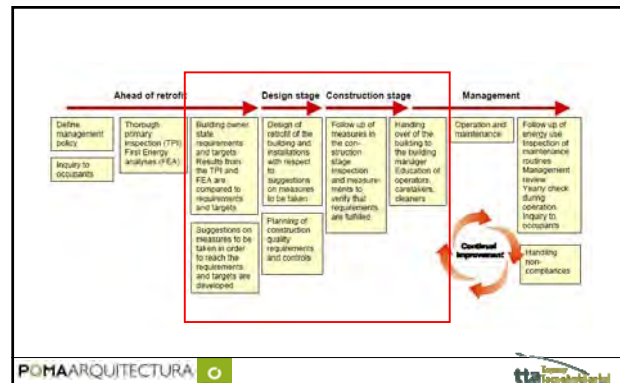 Ahead of retrofit
Design stage
Construction stage
Management
Define
management
policy
Inquiry to
occupants
Thorough
primary
inspection (TPI)
First Energy
analyses (FEA)
Building owner
state
requirements
and targets
Results from
the TPI and
FEA are
compared to
requirements
and targets
Suggestions on
measures to be
taken in order
to reach the
requirements
and targets are
developed
Design of
retrofit of the
building and
installations
with respect
to
suggestions
on measures
to be taken
Planning of
construction
quality
requirements
and controls
Follow up of
measures in
the con-
struction
stage
Inspection
and measure-
ments to
verify that
requirements
are fulfilled
Handing
over of the
building to
the building
manager
Education of
operators,
caretakers,
cleaners
Operation and
maintenance
Continual
Improvement
Follow up of
energy use
Inspection of
maintenance
routines
Management
review
Yearly check
during
operation.
Inquiry to
occupants
Handling
non-
compliances
POMAARQUITECTURA
tta